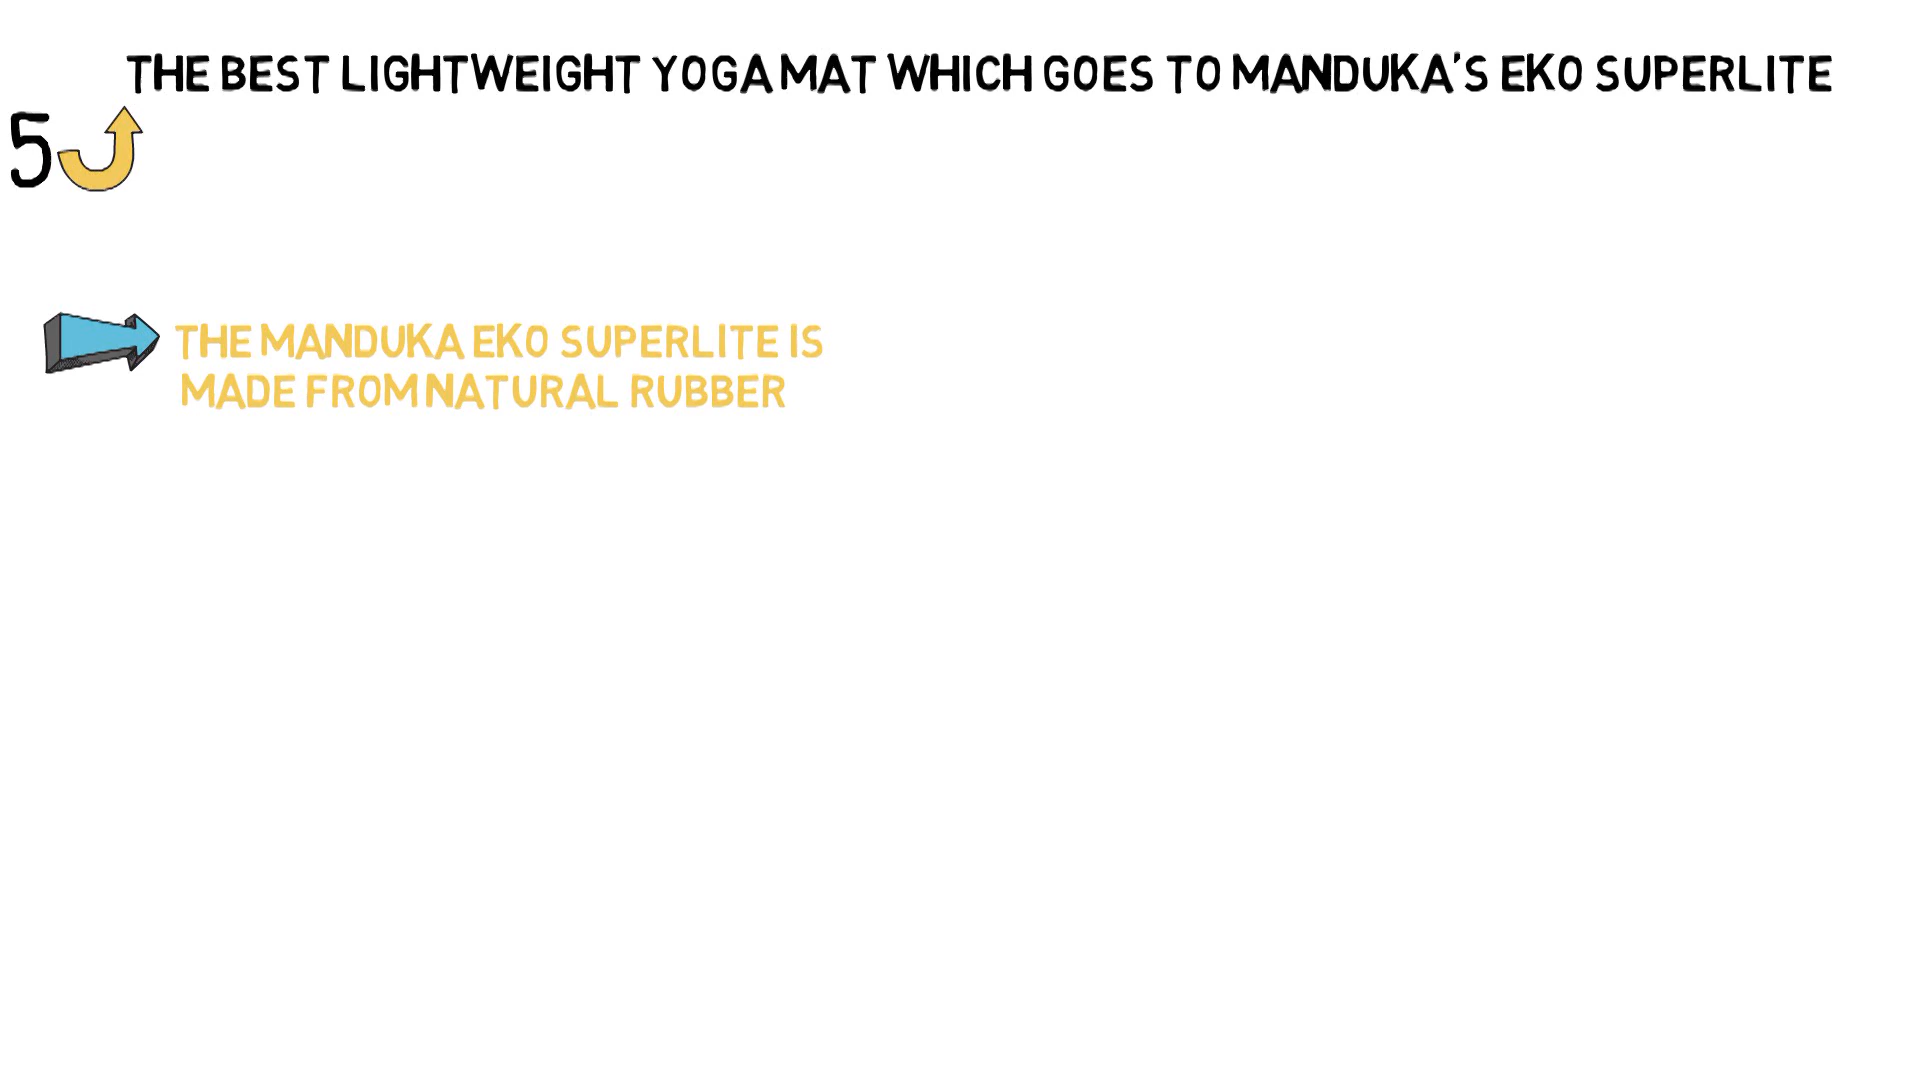 THE BEST LIGHTWEIGHT YOGA MAT WHICH GOES TO MANDUKA'S EKO SUPERLITE
5
THE MANDUKA EKO SUPERLITE IS
MADE FROM NATURAL RUBBER